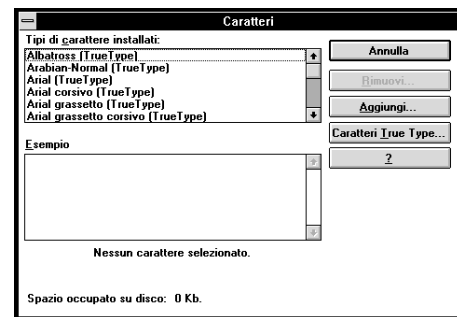 Caratteri
Tipi di carattere installati:
Albatross (TrueType)
Arabian-Normal (TrueType)
Arial (TrueType)
Arial corsivo (TrueType)
Arial grassetto (TrueType)
Arial grassetto corsivo (TrueType)
Annulla
Rimuovi...
Aggiungi...
Caratteri True Type...
?
Esempio
Nessun carattere selezionato.
Spazio occupato su disco: 0 Kb.